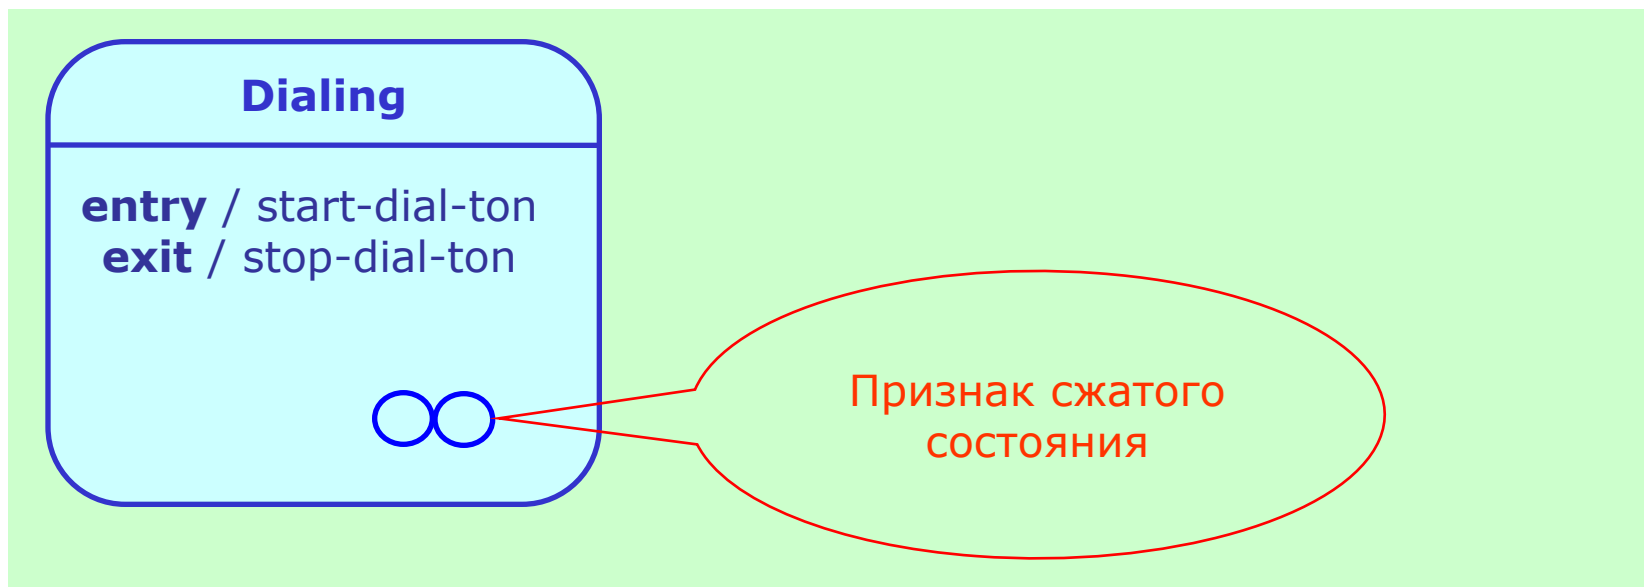 Dialing
entry / start-dial-ton
exit / stop-dial-ton
Признак сжатого
состояния